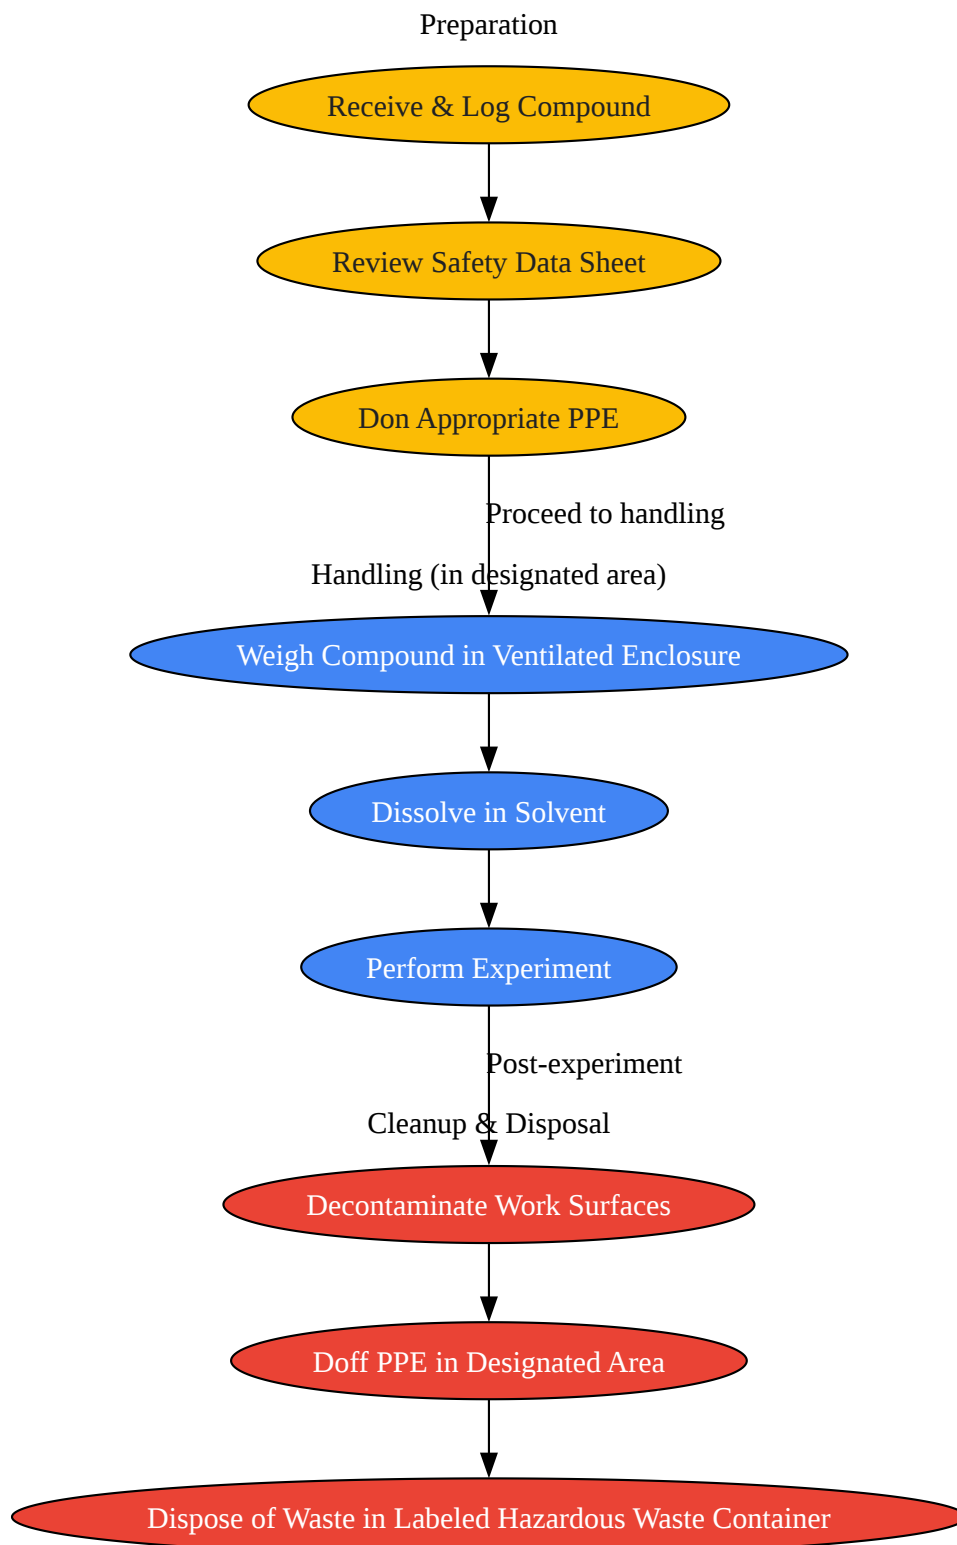 Preparation
Receive & Log Compound
Review Safety Data Sheet
Don Appropriate PPE
Proceed to handling
Handling (in designated area)
Weigh Compound in Ventilated Enclosure
Dissolve in Solvent
Perform Experiment
Post-experiment
Cleanup & Disposal
Decontaminate Work Surfaces
Doff PPE in Designated Area
Dispose of Waste in Labeled Hazardous Waste Container